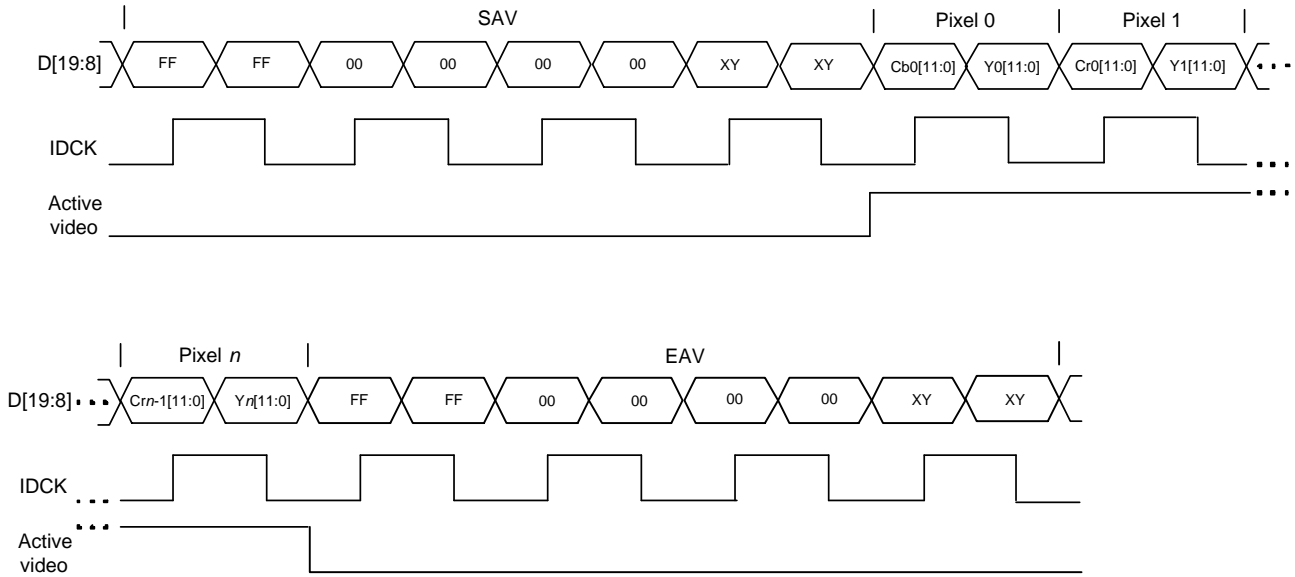 SAV Pixel 0 Pixel 1
D[19:8] FF FF 00 00 00 00 XY XY Cb0[11:0] Y0[11:0] Cr0[11:0] Y1[11:0]
IDCK
Active
video
Pixel n EAV
D[19:8] Crn-1[11:0] Yn[11:0] FF FF 00 00 00 00 XY XY
IDCK
Active
video